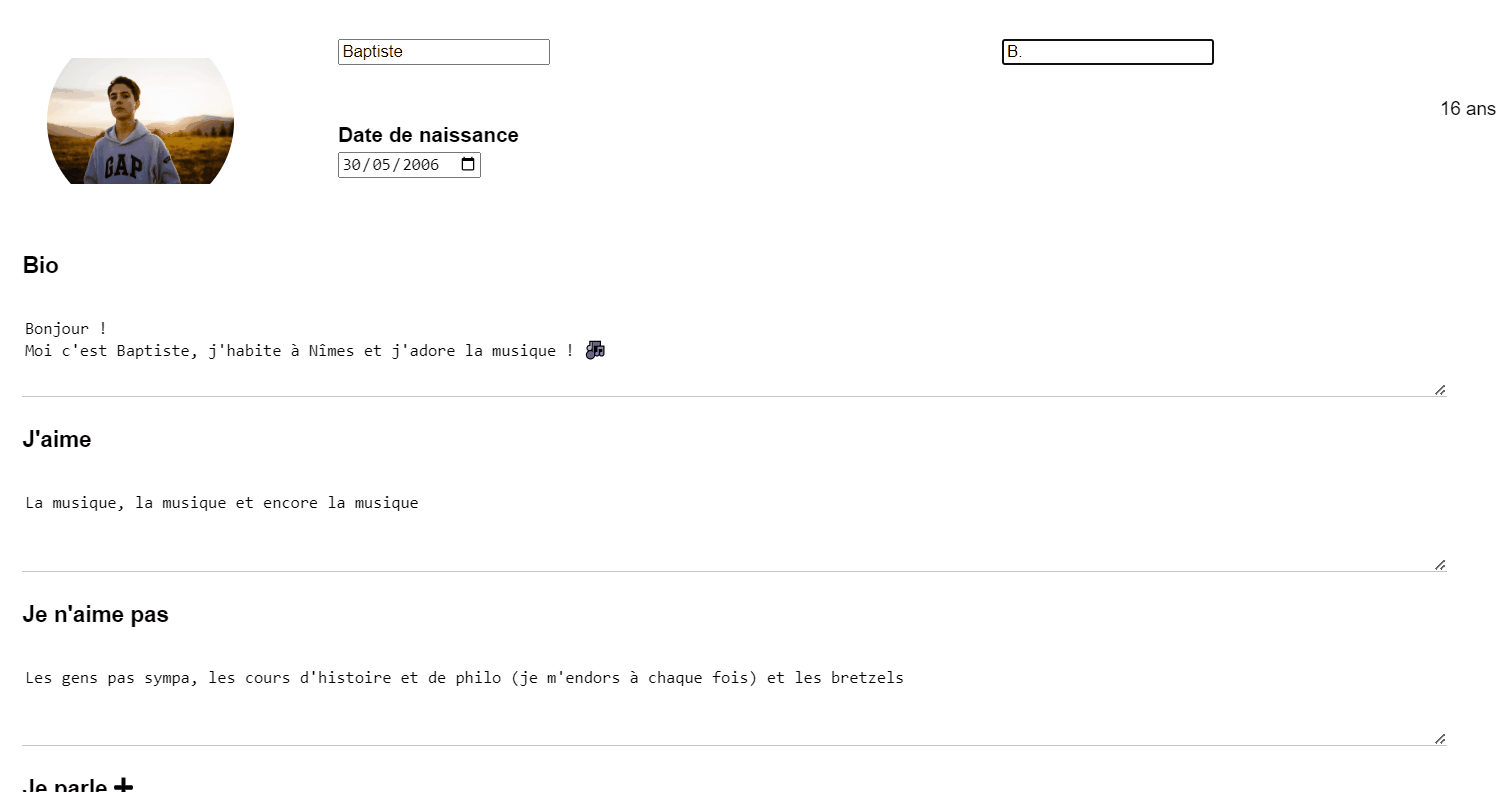 Baptiste
B.
16 ans
GAP
Date de naissance
30/05/2006
Bio
Bonjour !
Moi c'est Baptiste, j'habite à Nîmes et j'adore la musique ! 🎶
J'aime
La musique, la musique et encore la musique
Je n'aime pas
Les gens pas sympa, les cours d'histoire et de philo (je m'endors à chaque fois) et les bretzels
Je parle